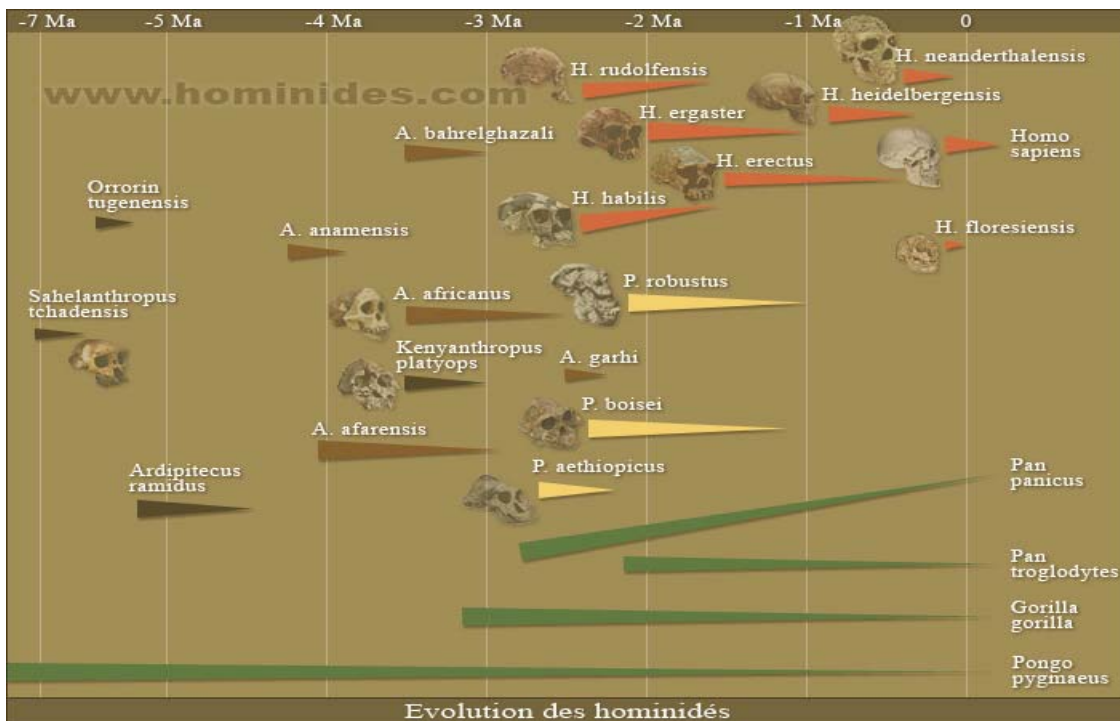 -7 Ma -5 Ma -4 Ma -3 Ma -2 Ma -1 Ma 0
www.hominides.com
H. neanderthalensis
H. rudolfensis
H. heidelbergensis
H. ergaster
A. bahrelghazali
Homo
sapiens
H. erectus
Orrorin
tugenensis
H. habilis
A. anamensis
H. floresiensis
P. robustus
Sahelanthropus
tchadensis
A. africanus
Kenyanthropus
platyops
A. garhi
P. boisei
A. afarensis
Ardipitecus
ramidus
P. aethiopicus
Pan
panicus
Pan
troglodytes
Gorilla
gorilla
Pongo
pygmaeus
Evolution des hominidés